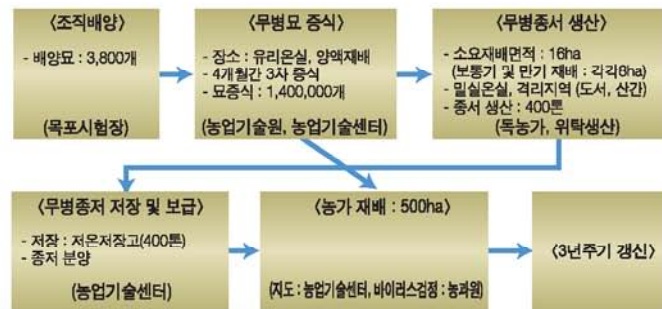 〈조직배양〉
- 배양묘 : 3,800개
(목포시험장)
〈무병묘 증식〉
- 장소 : 유리온실, 양액재배
- 4개월간 3차 증식
- 묘증식 : 1,400,000개
(농업기술원, 농업기술센터)
〈무병종서 생산〉
- 소요재배면적 : 16ha
(보통기 및 만기 재배 : 각각8ha)
- 밀실온실, 격리지역 (도서, 산간)
- 종서 생산 : 400톤
(독농가, 위탁생산)
〈무병종저 저장 및 보급〉
- 저장 : 저온저장고(400톤)
- 종저 분양
(농업기술센터)
〈농가 재배 : 500ha〉
(지도 : 농업기술센터, 바이러스검정 : 농과원)
〈3년주기 갱신〉